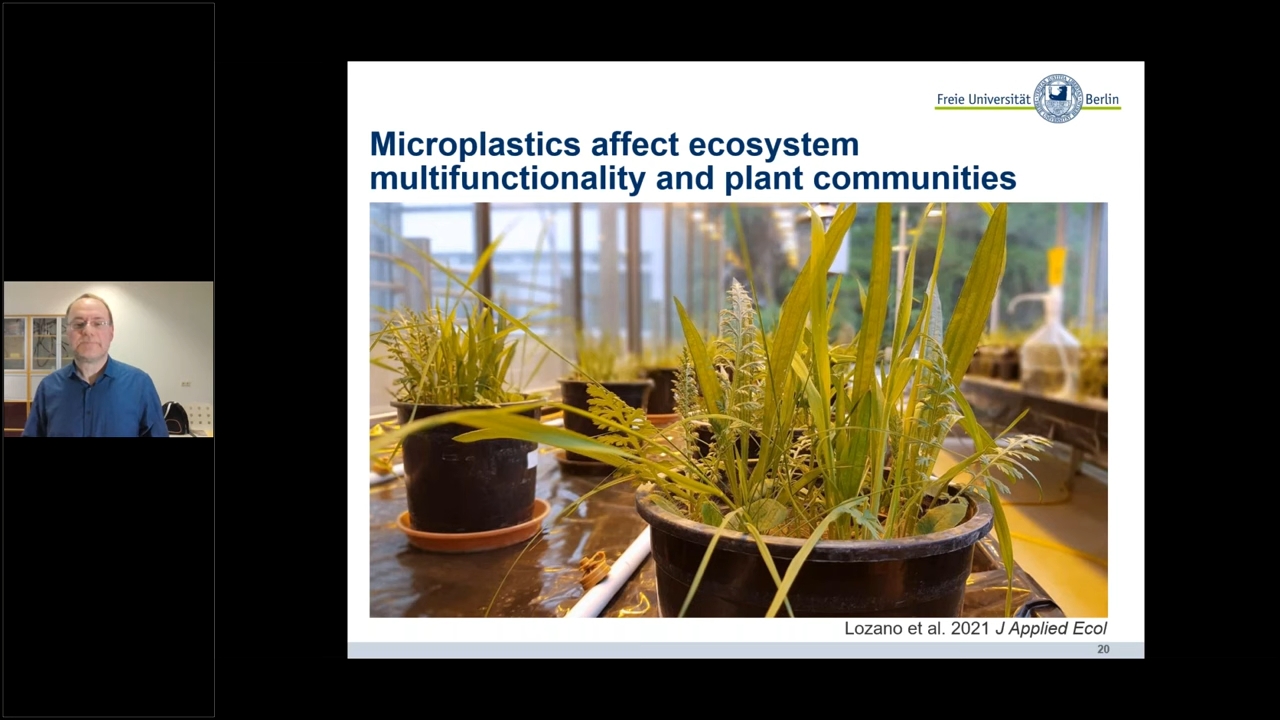 Freie Universität Berlin
Microplastics affect ecosystem
multifunctionality and plant communities
Lozano et al. 2021 J Applied Ecol
20